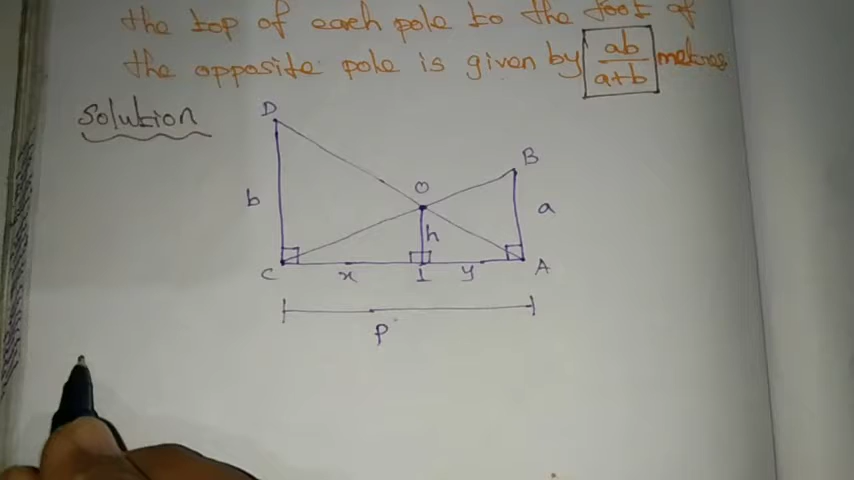 the top of each pole to the foot of
the opposite pole is given by ab/a+b metres
Solution
D
B
O
b
a
h
C
x
L
y
A
p